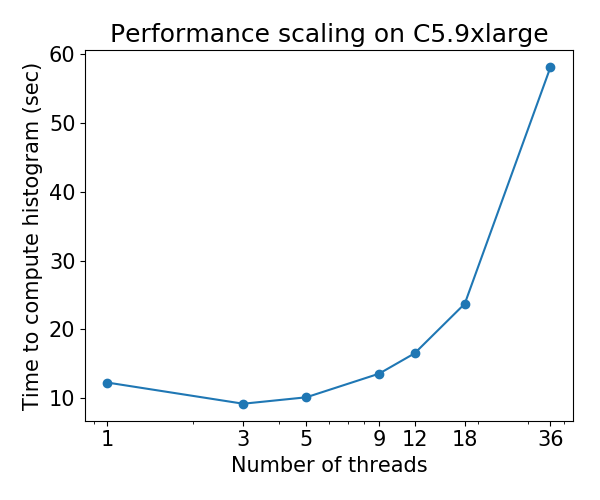 Performance scaling on C5.9xlarge
Time to compute histogram (sec)
60
50
40
30
20
10
1 3 5 9 12 18 36
Number of threads